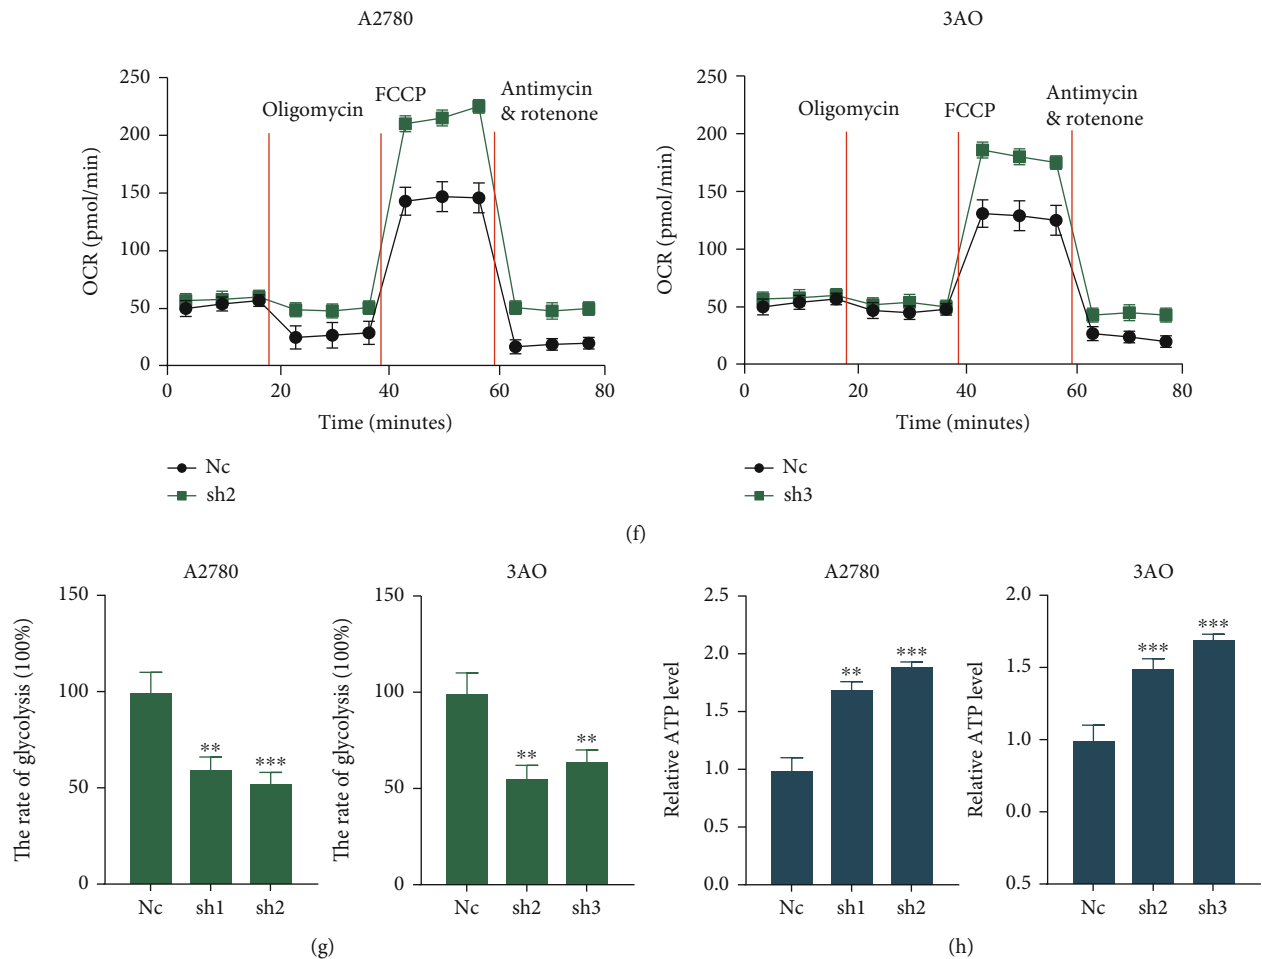 A2780
250
200
150
100
50
0
OCR (pmol/min)
Oligomycin
FCCP
Antimycin
& rotenone
0
20
40
60
80
Time (minutes)
Nc
sh2
3AO
250
200
150
100
50
0
OCR (pmol/min)
Oligomycin
FCCP
Antimycin
& rotenone
0
20
40
60
80
Time (minutes)
Nc
sh3
(f)
A2780
150
100
50
0
The rate of glycolysis (100%)
**
***
Nc
sh1
sh2
3AO
150
100
50
0
The rate of glycolysis (100%)
**
**
Nc
sh2
sh3
(g)
A2780
2.5
2.0
1.5
1.0
0.5
0.0
Relative ATP level
**
***
Nc
sh1
sh2
3AO
2.0
1.5
1.0
0.0
0.5
Relative ATP level
***
***
Nc
sh2
sh3
(h)